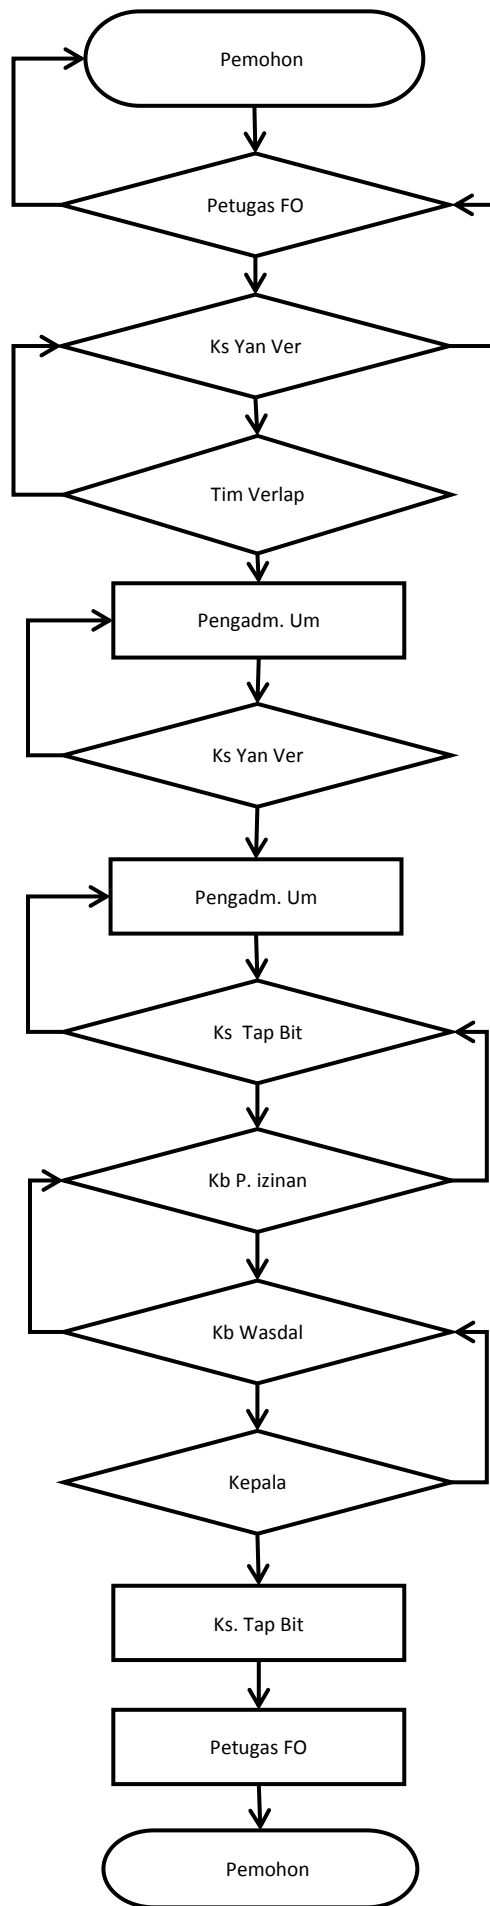 Pemohon
Petugas FO
Ks Yan Ver
Tim Verlap
Pengadm. Um
Ks Yan Ver
Pengadm. Um
Ks  Tap Bit
Kb P. izinan
Kb Wasdal
Kepala
Ks. Tap Bit
Petugas FO
Pemohon